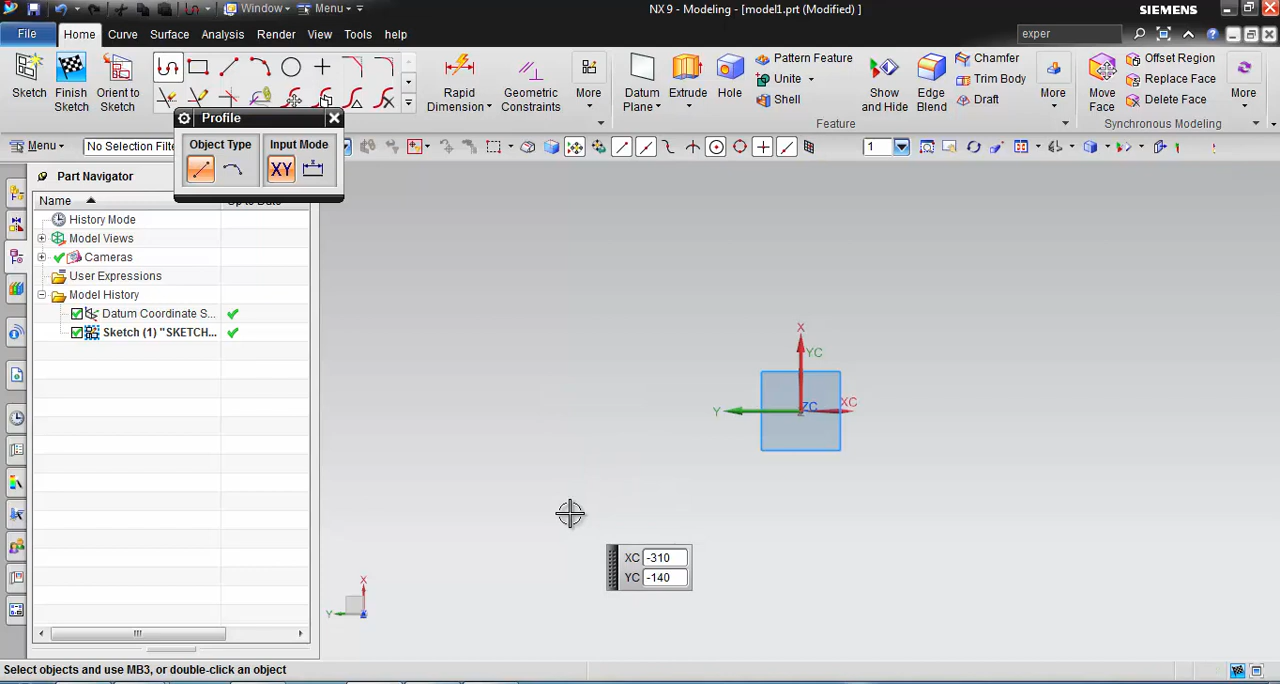 Window Menu NX 9 - Modeling - [model1.prt (Modified) ] SIEMENS
File Home Curve Surface Analysis Render View Tools help exper
Sketch Finish Sketch Orient to Sketch
Rapid Dimension Geometric Constraints More
Datum Plane Extrude Hole Pattern Feature Unite Shell
Show and Hide Edge Blend Chamfer Trim Body Draft More
Move Face Offset Region Replace Face Delete Face More
Feature Synchronous Modeling
Profile
Object Type Input Mode
XY
Menu No Selection Filte 1
Part Navigator
Name
History Mode
Model Views
Cameras
User Expressions
Model History
Datum Coordinate S...
Sketch (1) "SKETCH...
X
YC
Y ZC XC
XC -310
YC -140
X
Y
Select objects and use MB3, or double-click an object